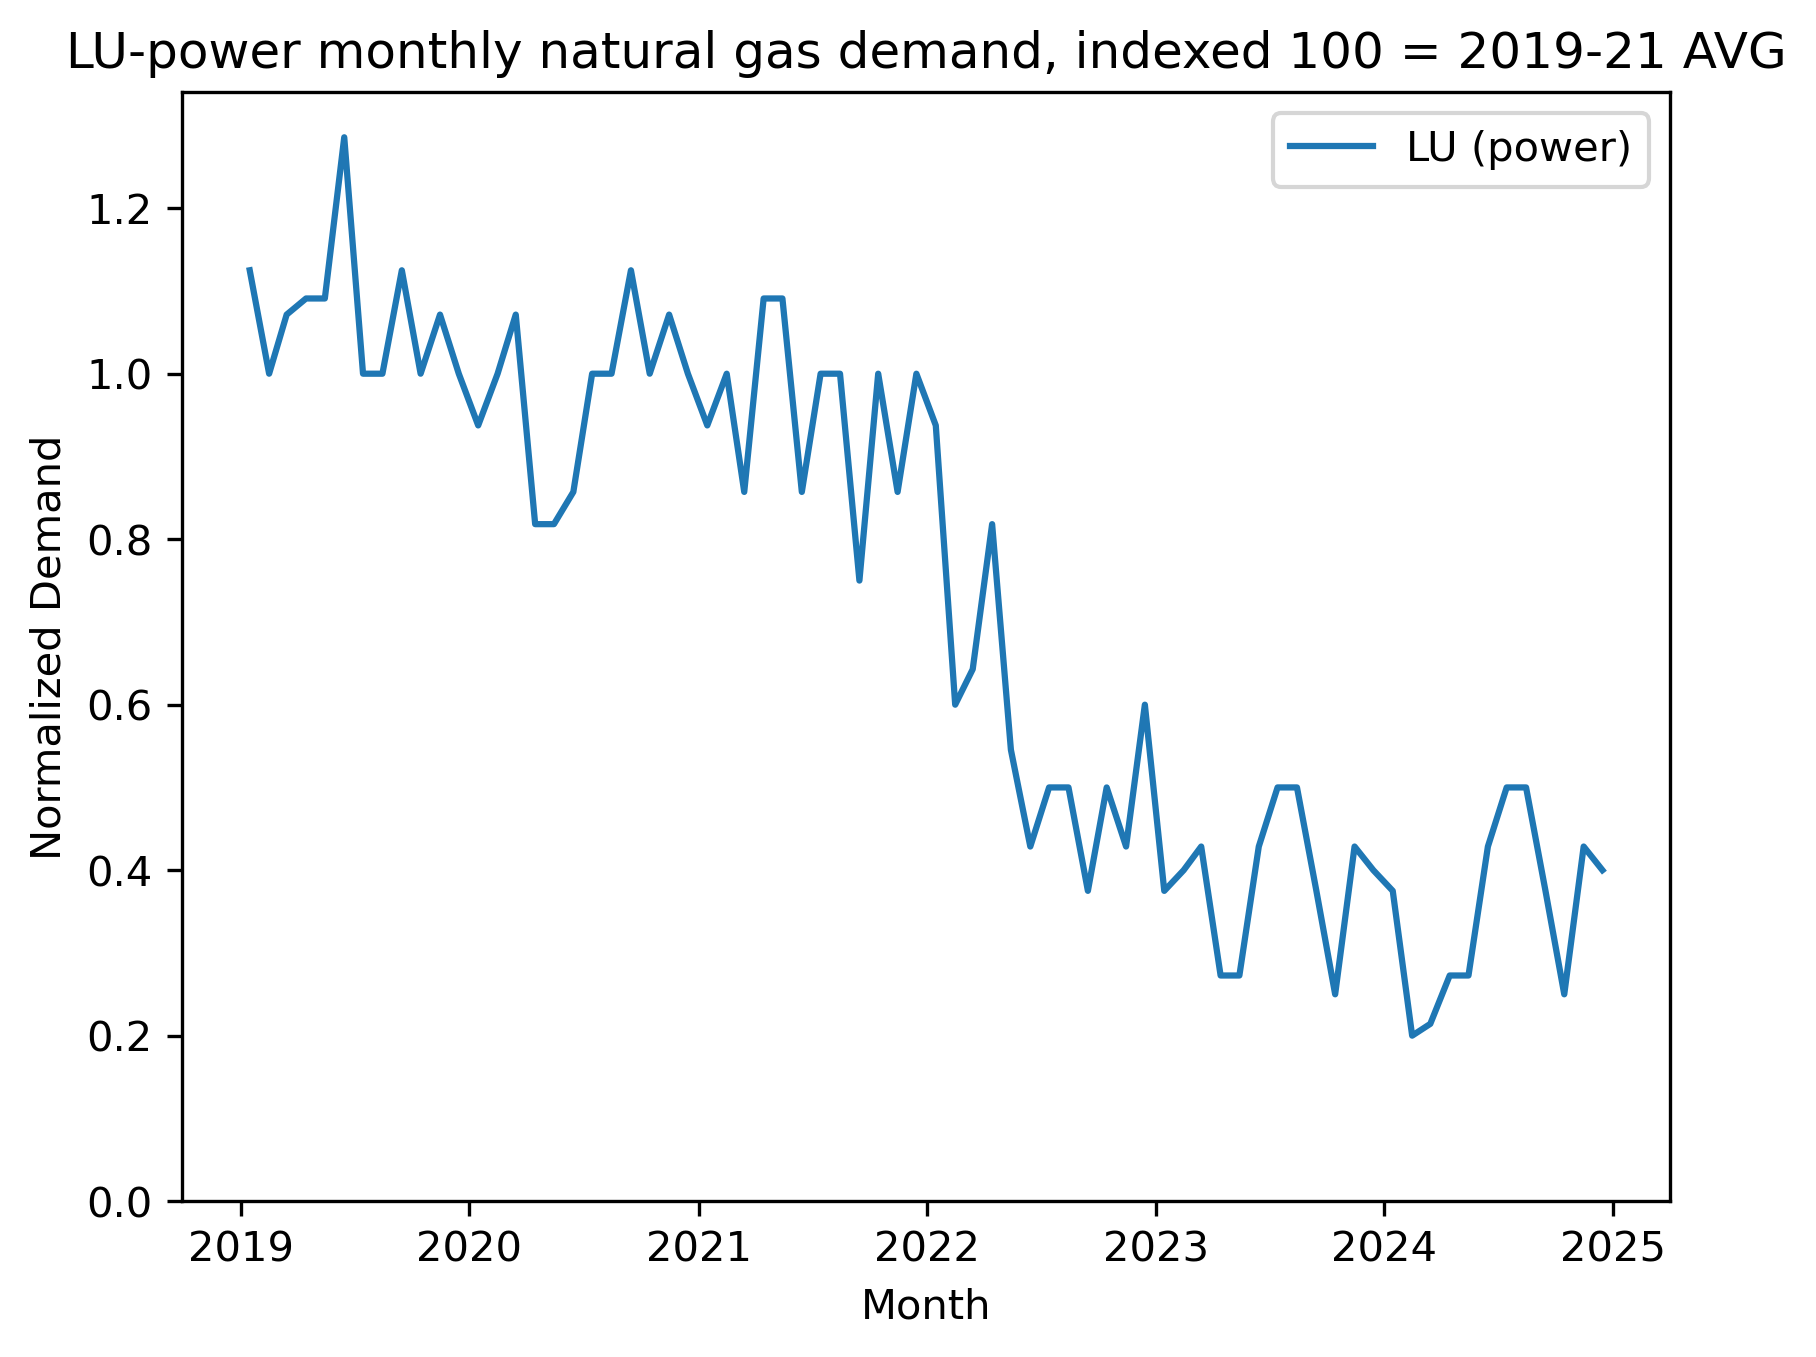 LU-power monthly natural gas demand, indexed 100 = 2019-21 AVG
LU (power)
Normalized Demand
1.2
1.0
0.8
0.6
0.4
0.2
0.0
2019 2020 2021 2022 2023 2024 2025
Month